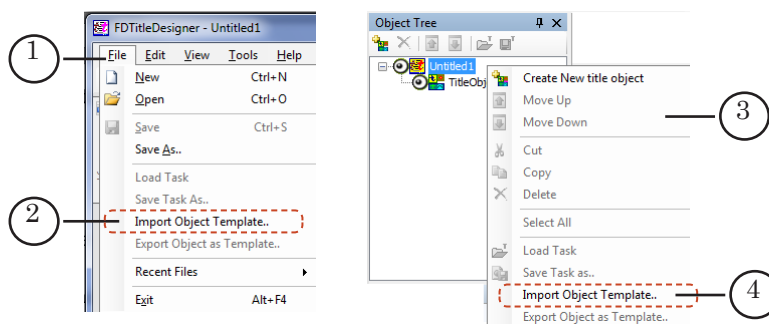 FDTitleDesigner - Untitled1
1
File Edit View Tools Help
New Ctrl+N
Open Ctrl+O
Save Ctrl+S
Save As..
Load Task
Save Task As..
2
Import Object Template..
Export Object as Template..
Recent Files
Exit Alt+F4
Object Tree
Untitled1
TitleObj
Create New title object
Move Up
3
Move Down
Cut
Copy
Delete
Select All
Load Task
Save Task as..
Import Object Template..
4
Export Object as Template..